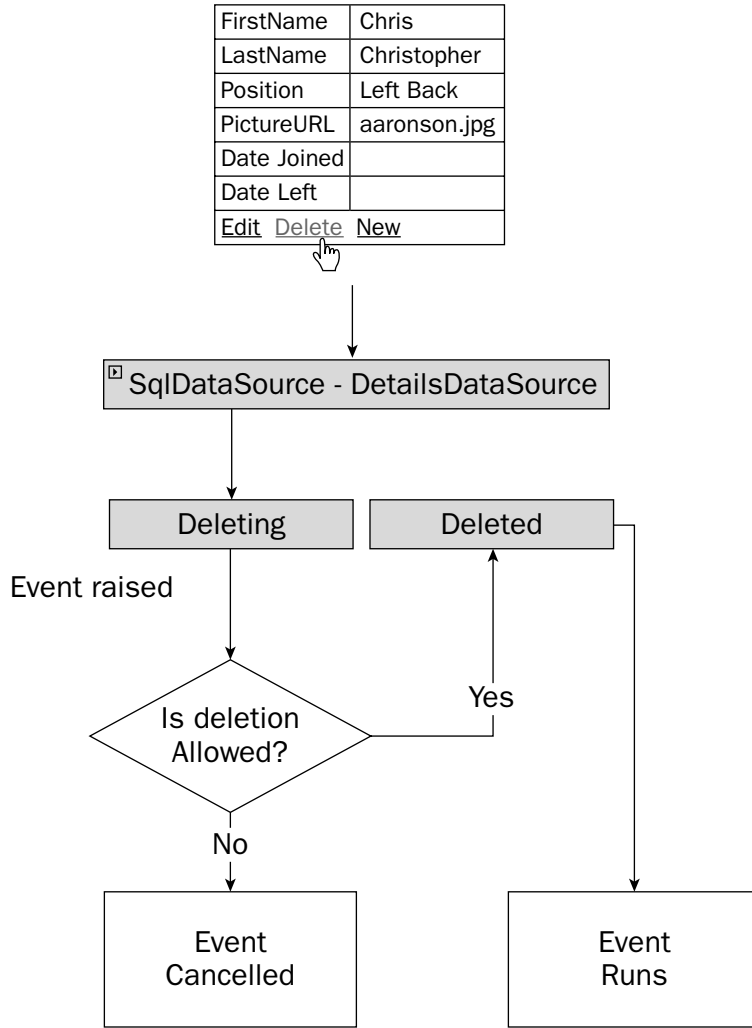 FirstName Chris
LastName Christopher
Position Left Back
PictureURL aaronson.jpg
Date Joined
Date Left
Edit Delete New
SqlDataSource - DetailsDataSource
Deleting Deleted
Event raised
Yes
Is deletion
Allowed?
No
Event
Cancelled
Event
Runs